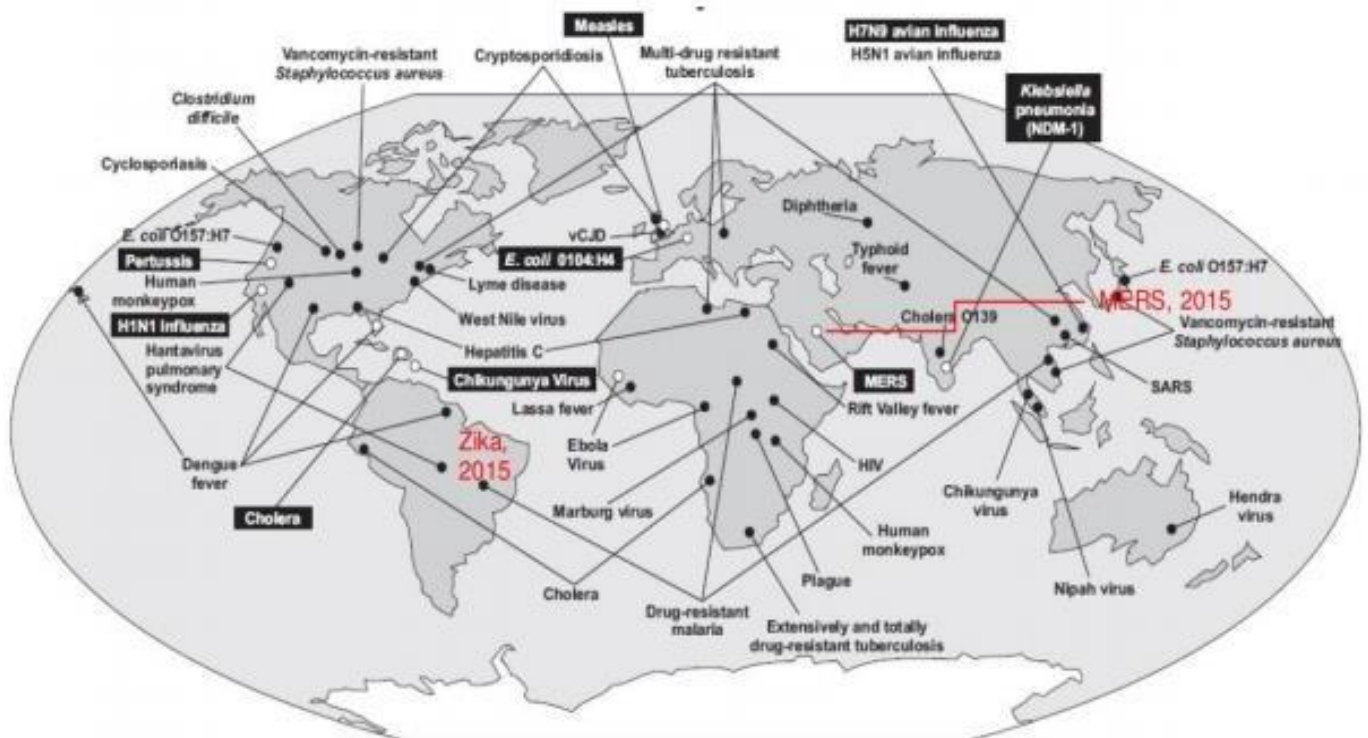 Measles
H7N9 avian influenza
H5N1 avian influenza
Vancomycin-resistant
Staphylococcus aureus
Cryptosporidiosis
Multi-drug resistant
tuberculosis
Klebsiella
pneumonia
(NDM-1)
Clostridium
difficile
Cyclosporiasis
Diphtheria
E. coli O157:H7
vCJD
Pertussis
E. coli 0104:H4
Typhoid
fever
E. coli O157:H7
Human
monkeypox
Lyme disease
MERS, 2015
H1N1 Influenza
West Nile virus
Cholera O139
Vancomycin-resistant
Staphylococcus aureus
Hantavirus
pulmonary
syndrome
Hepatitis C
Chikungunya Virus
MERS
SARS
Lassa fever
Rift Valley fever
Zika,
2015
Ebola
Virus
Dengue
fever
HIV
Chikungunya
virus
Hendra
virus
Cholera
Marburg virus
Human
monkeypox
Plague
Nipah virus
Cholera
Drug-resistant
malaria
Extensively and totally
drug-resistant tuberculosis